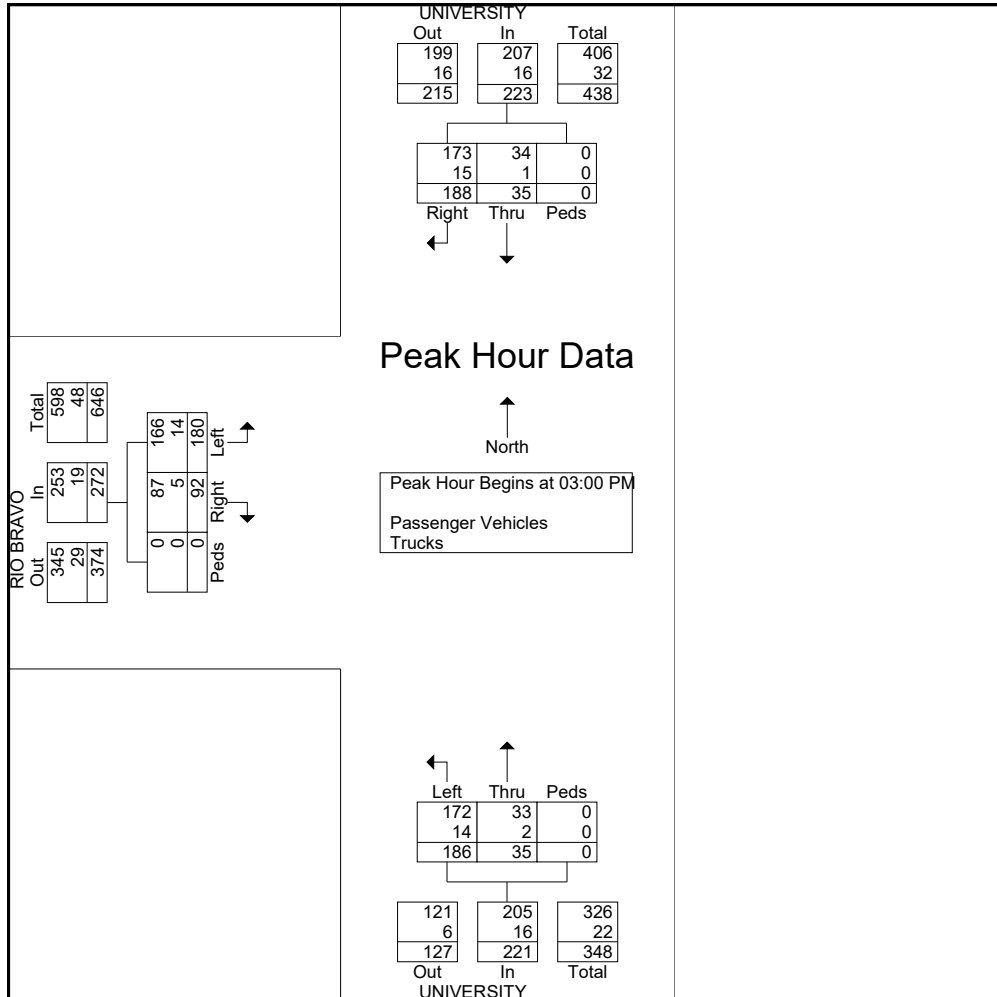 UNIVERSITY
Out In Total
199 207 406
16 16 32
215 223 438
173 34 0
15 1 0
188 35 0
Right Thru Peds
Peak Hour Data
North
Peak Hour Begins at 03:00 PM
Passenger Vehicles
Trucks
RIO BRAVO
Out In Total
345 253 598
29 19 48
374 272 646
0 87 166
0 5 14
0 92 180
Peds Right Left
Left Thru Peds
172 33 0
14 2 0
186 35 0
121 205 326
6 16 22
127 221 348
Out In Total
UNIVERSITY